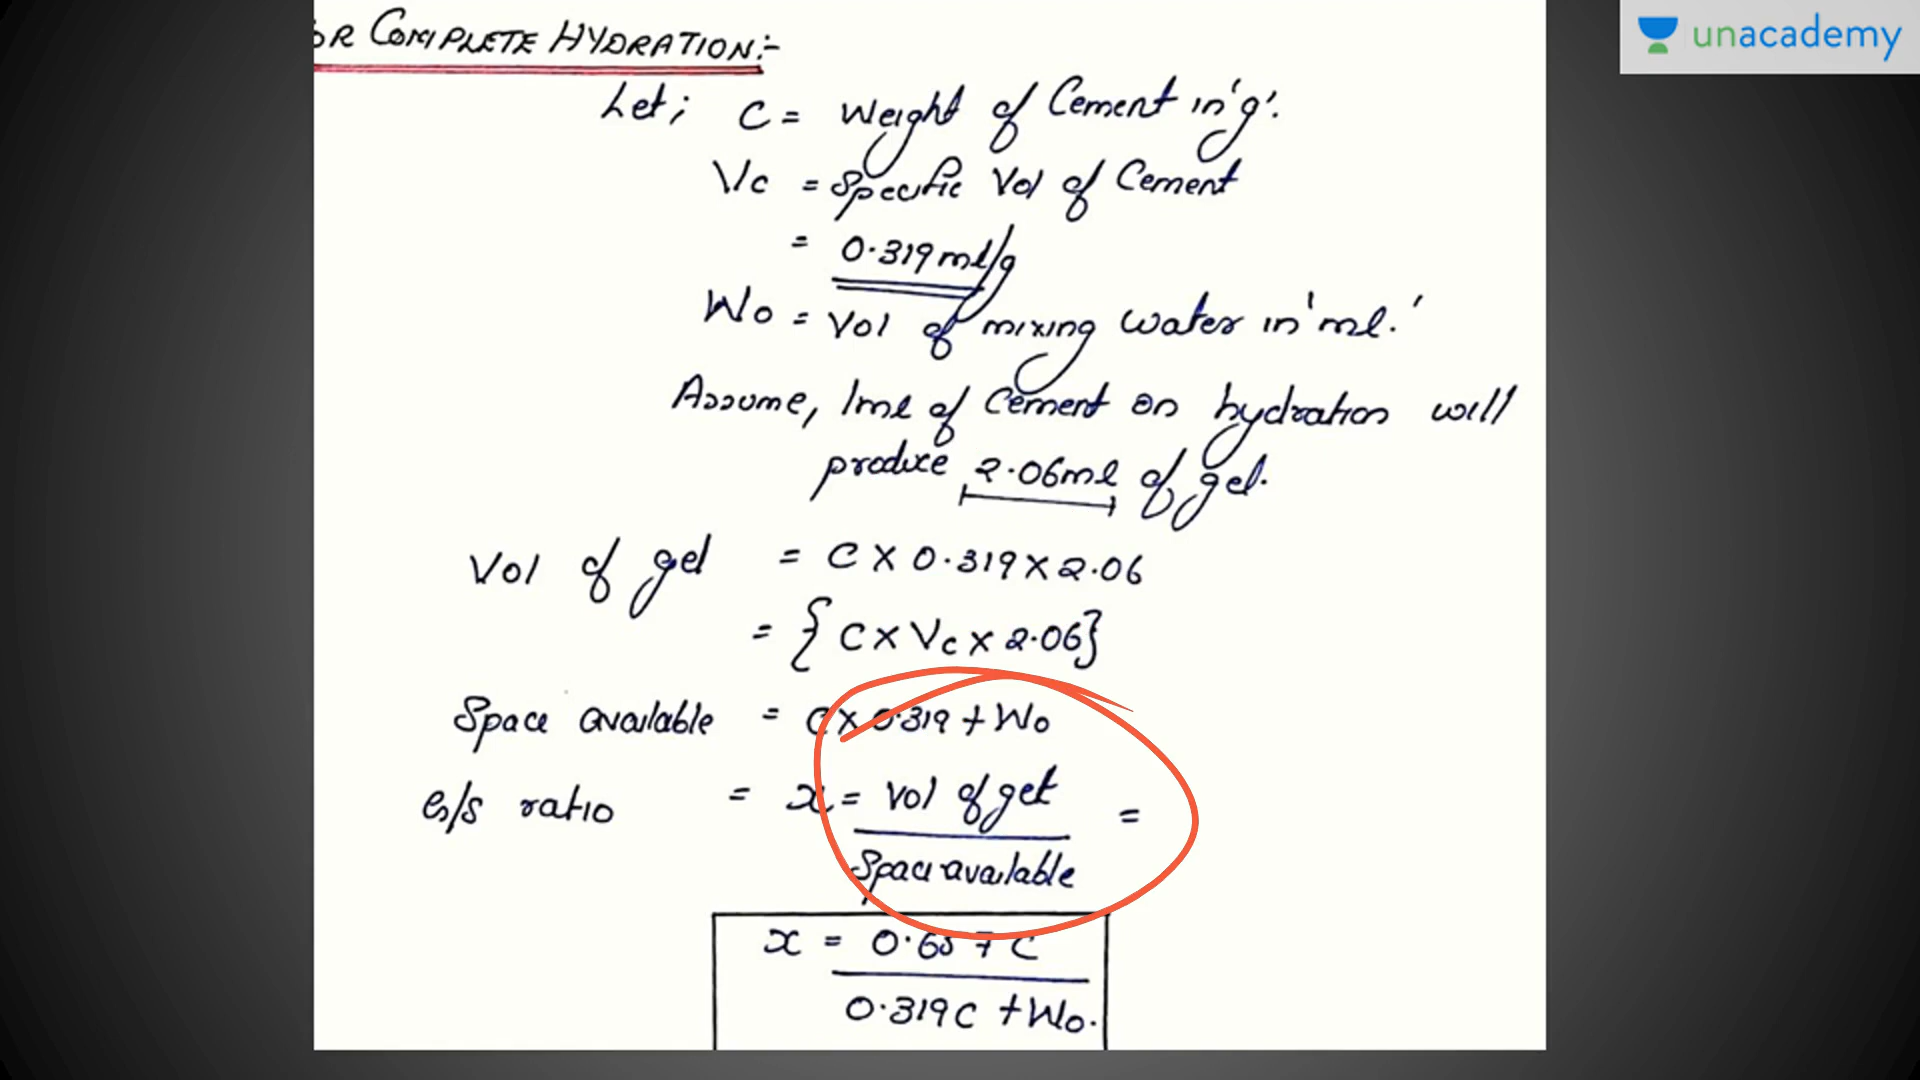 OR COMPLETE HYDRATION:-
unacademy
Let; C = Weight of Cement in 'g'.
Vc = Specific Vol of Cement
= 0.319 ml/g
Wo = Vol of mixing water in 'ml.'
Assume, 1ml of Cement on hydration will
produce 2.06ml of gel.
Vol of gel = C X 0.319 X 2.06
= { C X Vc X 2.06}
Space available = C X 0.319 + Wo
G/S ratio = x = Vol of gel =
Space available
x = 0.657 C
0.319C + Wo.